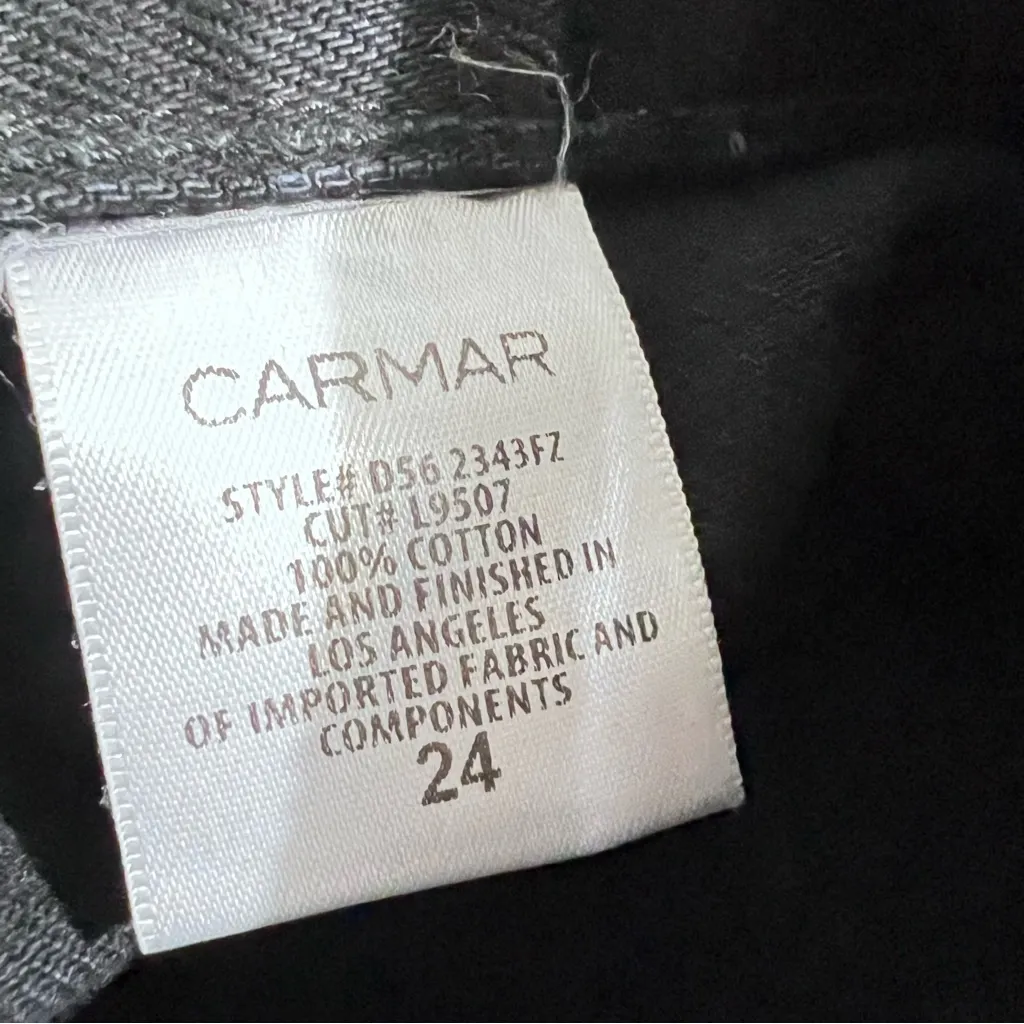 CARMAR
STYLE# D56 2343FZ
CUT# L9507
100% COTTON
MADE AND FINISHED IN
LOS ANGELES
OF IMPORTED FABRIC AND
COMPONENTS
24